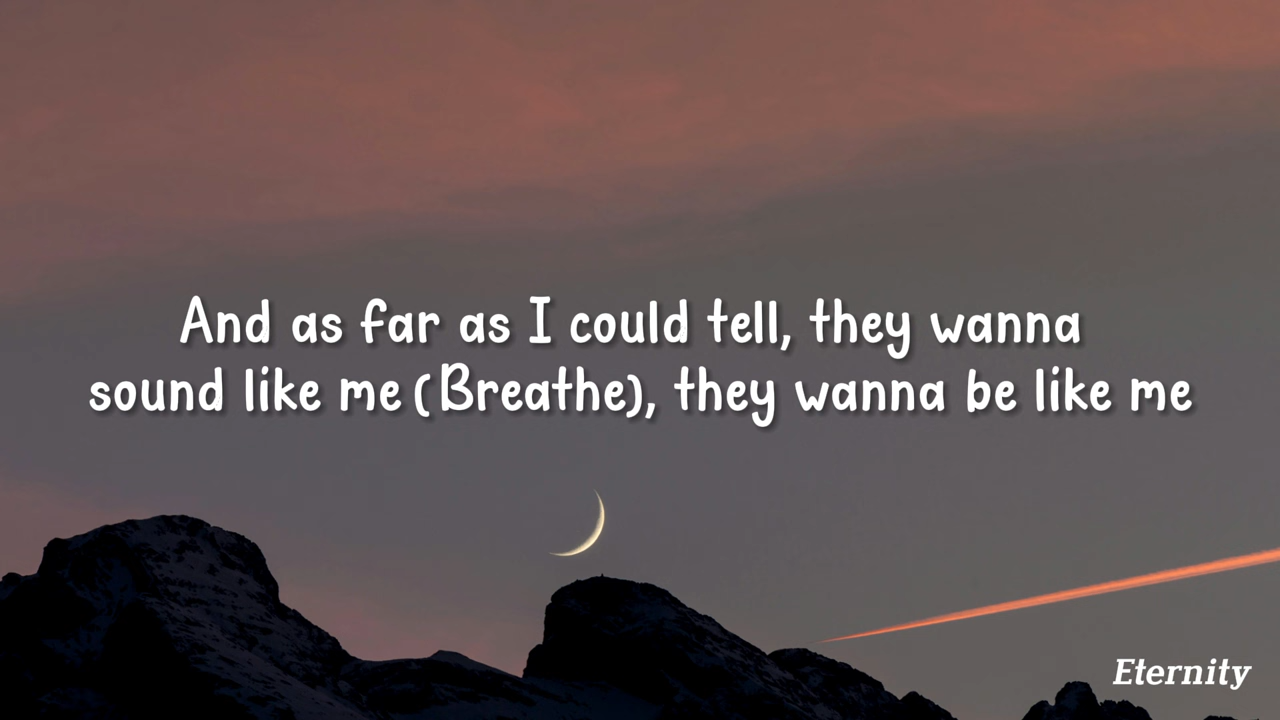 And as far as I could tell, they wanna
sound like me (Breathe), they wanna be like me
Eternity